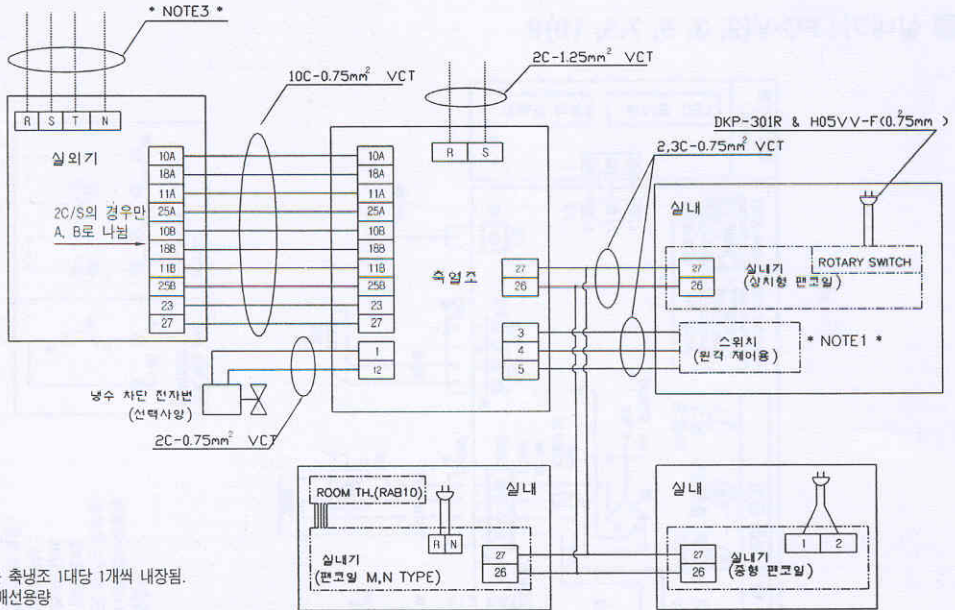 * NOTE3 *
10C-0.75mm² VCT
2C-1.25mm² VCT
DKP-301R & H05VV-F(0.75mm²)
2,3C-0.75mm² VCT
R S T N
실외기
2C/S의 경우만
A, B로 나뉨
10A
18A
11A
25A
10B
18B
11B
25B
23
27
10A
18A
11A
25A
10B
18B
11B
25B
23
27
1
12
R S
축열조
27
26
3
4
5
냉수 차단 전자변
(선택사양)
2C-0.75mm² VCT
실내
27
26
실내기
(상치형 팬코일)
ROTARY SWITCH
스위치
(원격 제어용)
* NOTE1 *
ROOM TH.(RAB10)
실내
R N
실내기
(팬코일 M,N TYPE)
27
26
실내
1 2
27
26
실내기
(중형 팬코일)
축냉조 1대당 1개씩 내장됨.
배선용량